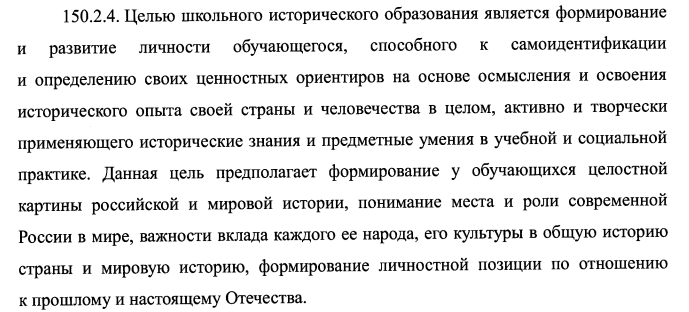 150.2.4. Целью школьного исторического образования является формирование
и развитие личности обучающегося, способного к самоидентификации
и определению своих ценностных ориентиров на основе осмысления и освоения
исторического опыта своей страны и человечества в целом, активно и творчески
применяющего исторические знания и предметные умения в учебной и социальной
практике. Данная цель предполагает формирование у обучающихся целостной
картины российской и мировой истории, понимание места и роли современной
России в мире, важности вклада каждого ее народа, его культуры в общую историю
страны и мировую историю, формирование личностной позиции по отношению
к прошлому и настоящему Отечества.